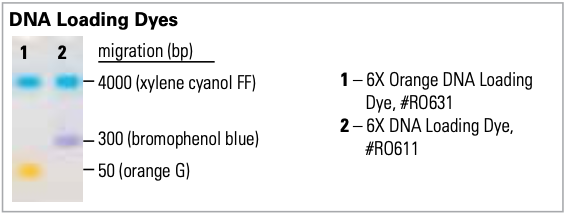 DNA Loading Dyes
1 2 migration (bp)
4000 (xylene cyanol FF)
300 (bromophenol blue)
50 (orange G)
1 – 6X Orange DNA Loading
Dye, #R0631
2 – 6X DNA Loading Dye,
#R0611